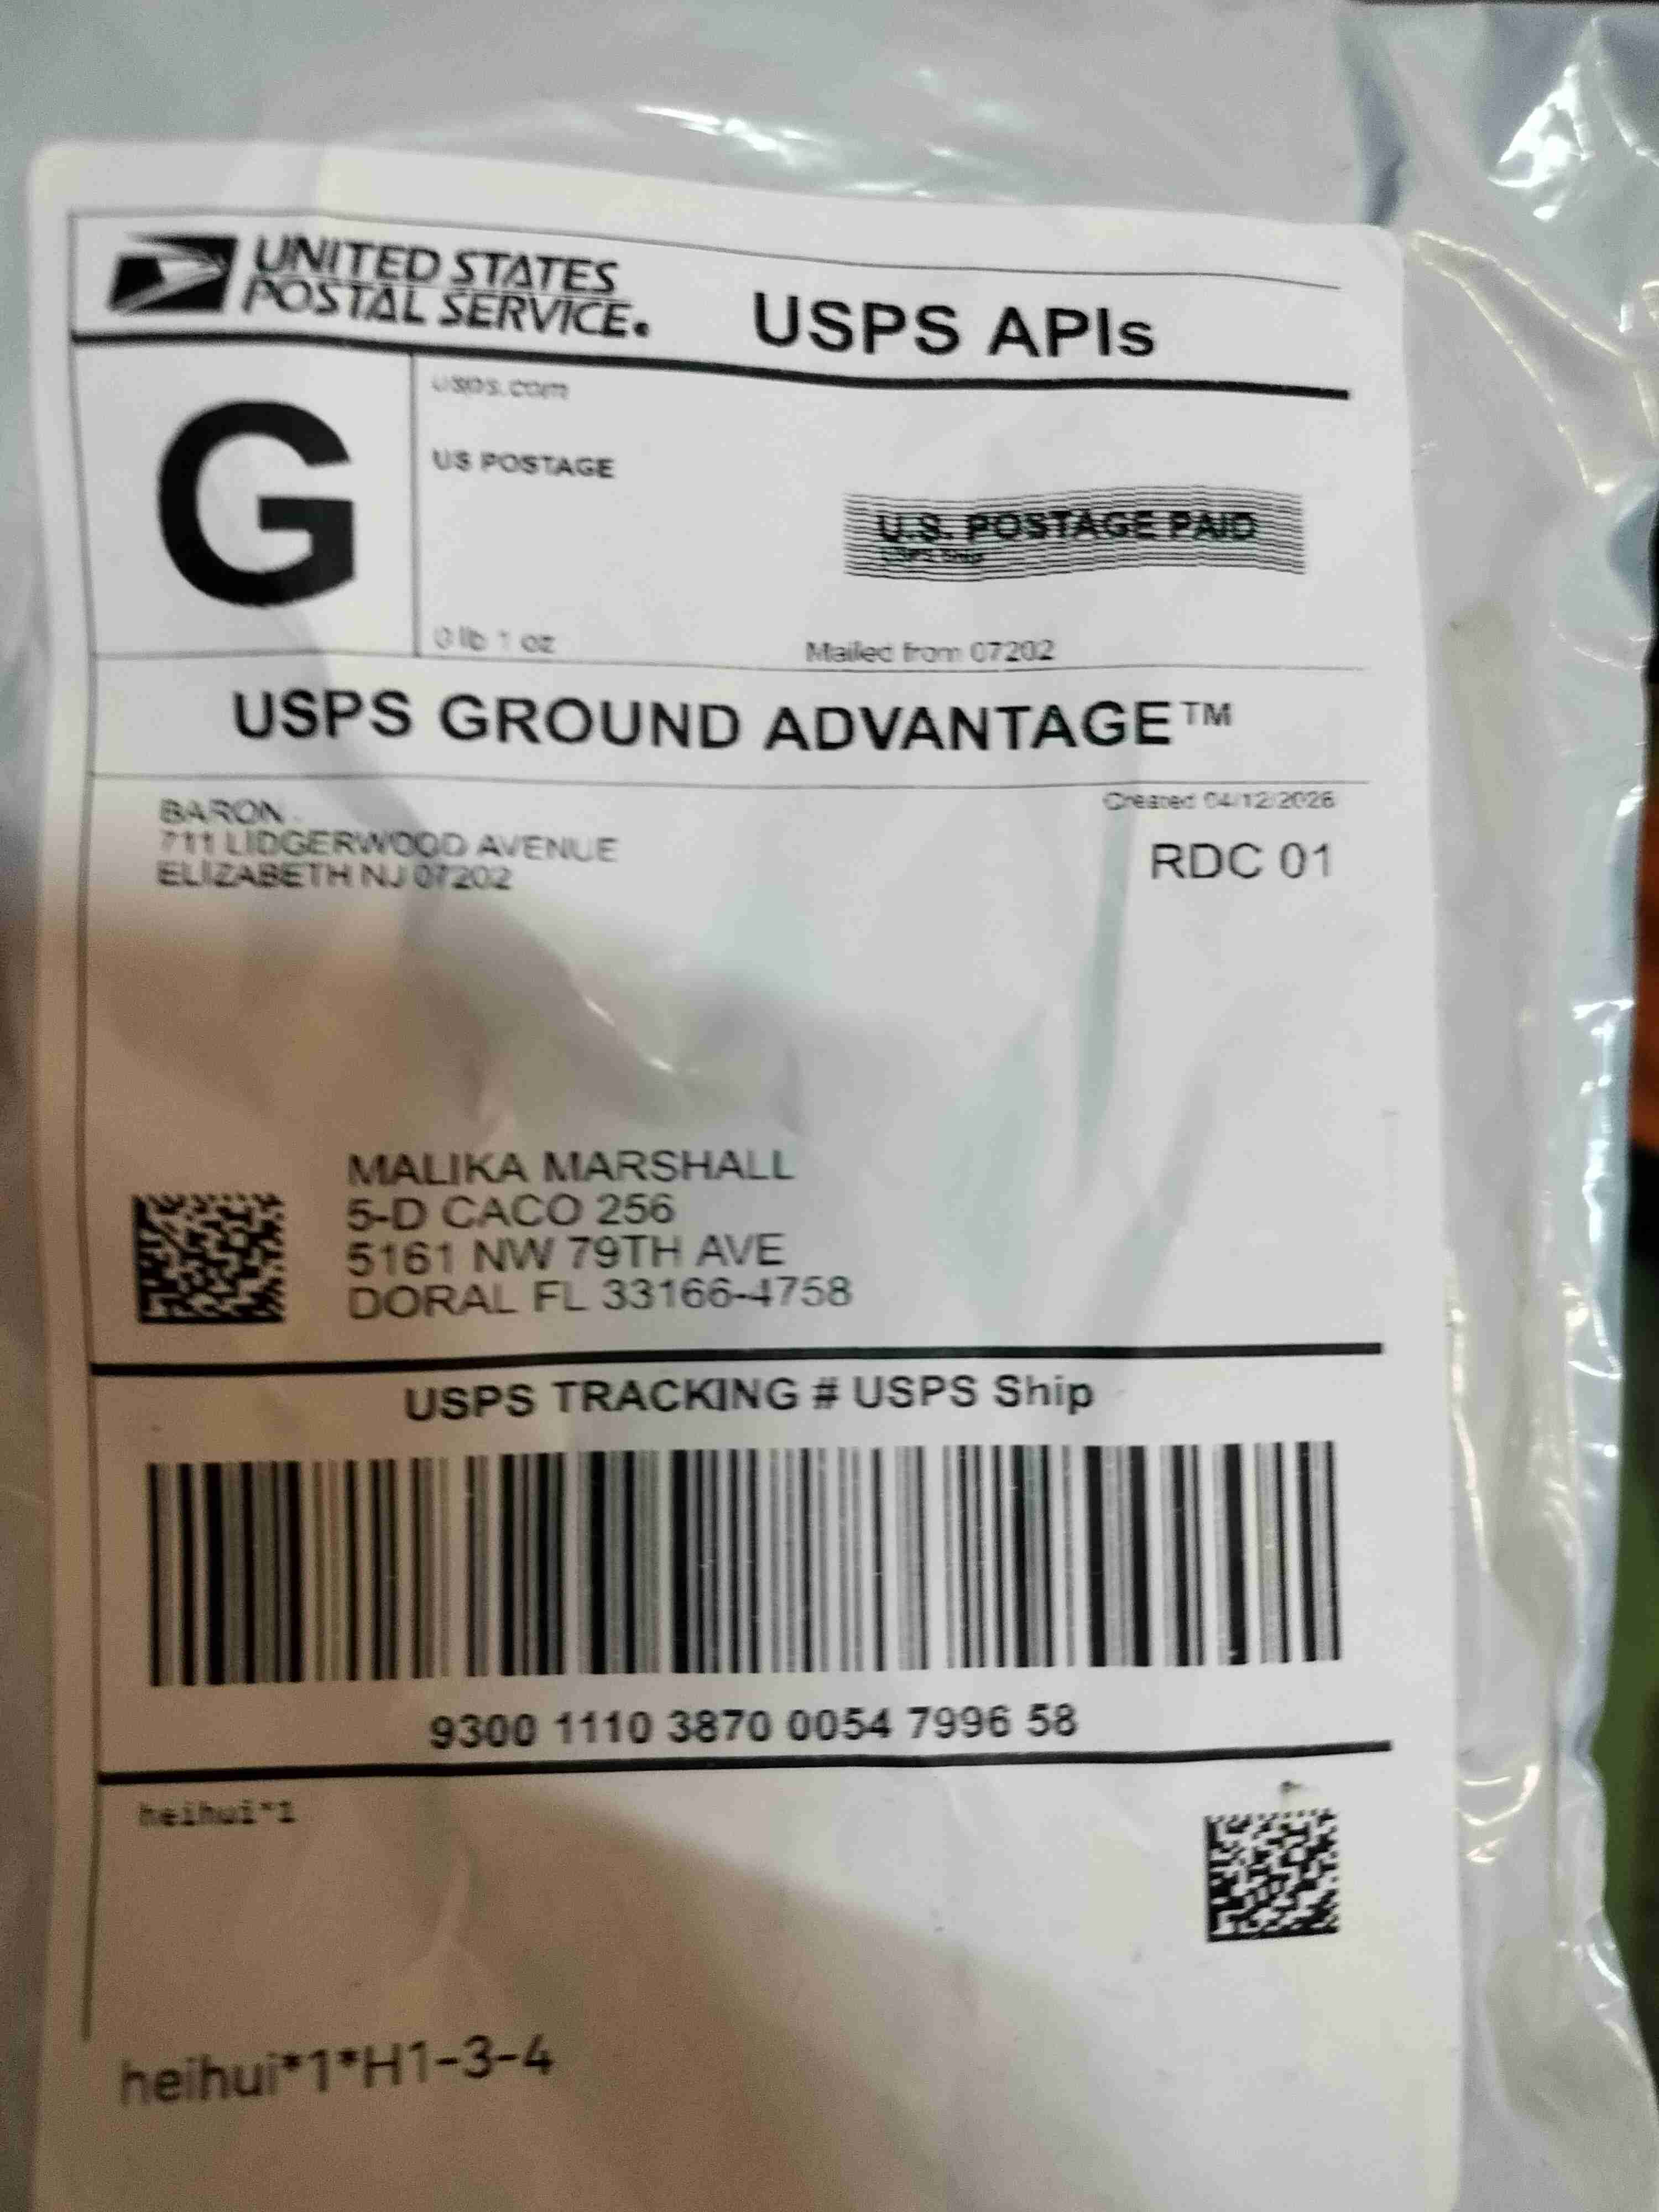 UNITED STATES
POSTAL SERVICE.
USPS APIs
G
usps.com
US POSTAGE
U.S. POSTAGE PAID
USPS Ship
0 lb 1 oz
Mailed from 07202
USPS GROUND ADVANTAGE™
BARON
711 LIDGERWOOD AVENUE
ELIZABETH NJ 07202
Created 04/12/2026
RDC 01
MALIKA MARSHALL
5-D CACO 256
5161 NW 79TH AVE
DORAL FL 33166-4758
USPS TRACKING # USPS Ship
9300 1110 3870 0054 7996 58
heihui*1
heihui*1*H1-3-4